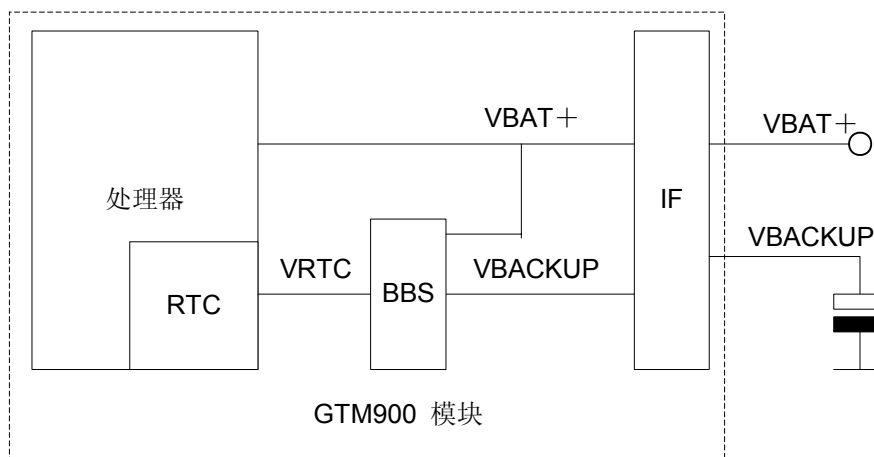 VBAT＋
VBAT＋
处理器
IF
VBACKUP
VRTC
VBACKUP
BBS
RTC
GTM900 模块